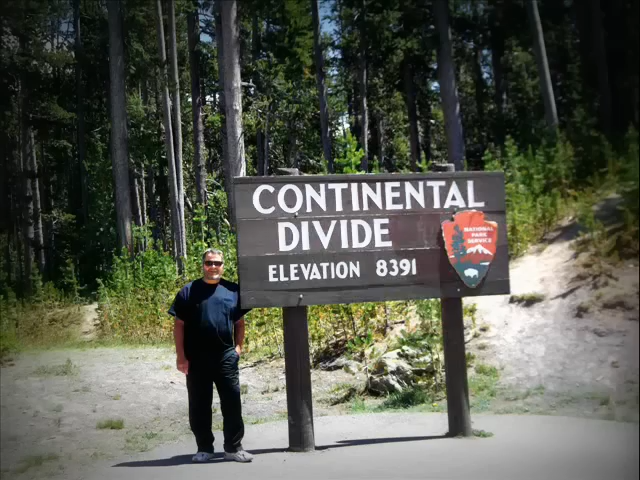 CONTINENTAL
DIVIDE
ELEVATION 8391
NATIONAL
PARK
SERVICE